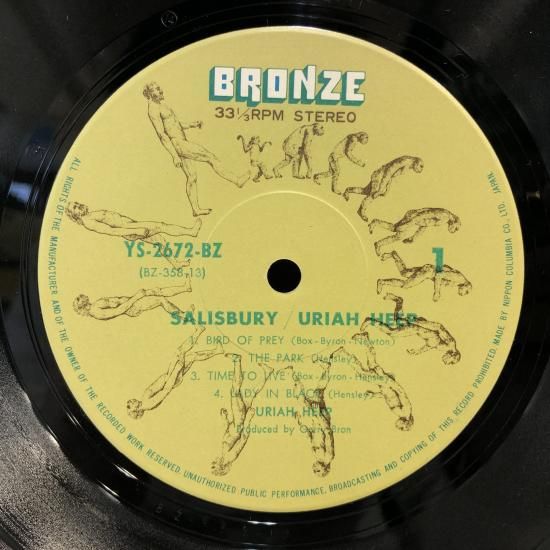 BRONZE
33⅓RPM STEREO
YS-2672-BZ
(BZ-358-13)
1
SALISBURY / URIAH HEEP
1. BIRD OF PREY (Box-Byron-Newton)
2. THE PARK (Hensley)
3. TIME TO LIVE (Box-Byron-Hensley)
4. LADY IN BLACK (Hensley)
URIAH HEEP
Produced by Gerry Bron
ALL RIGHTS OF THE MANUFACTURER AND OF THE OWNER OF THE RECORDED WORK RESERVED. UNAUTHORIZED PUBLIC PERFORMANCE, BROADCASTING AND COPYING OF THIS RECORD PROHIBITED. MADE BY NIPPON COLUMBIA CO., LTD. JAPAN.